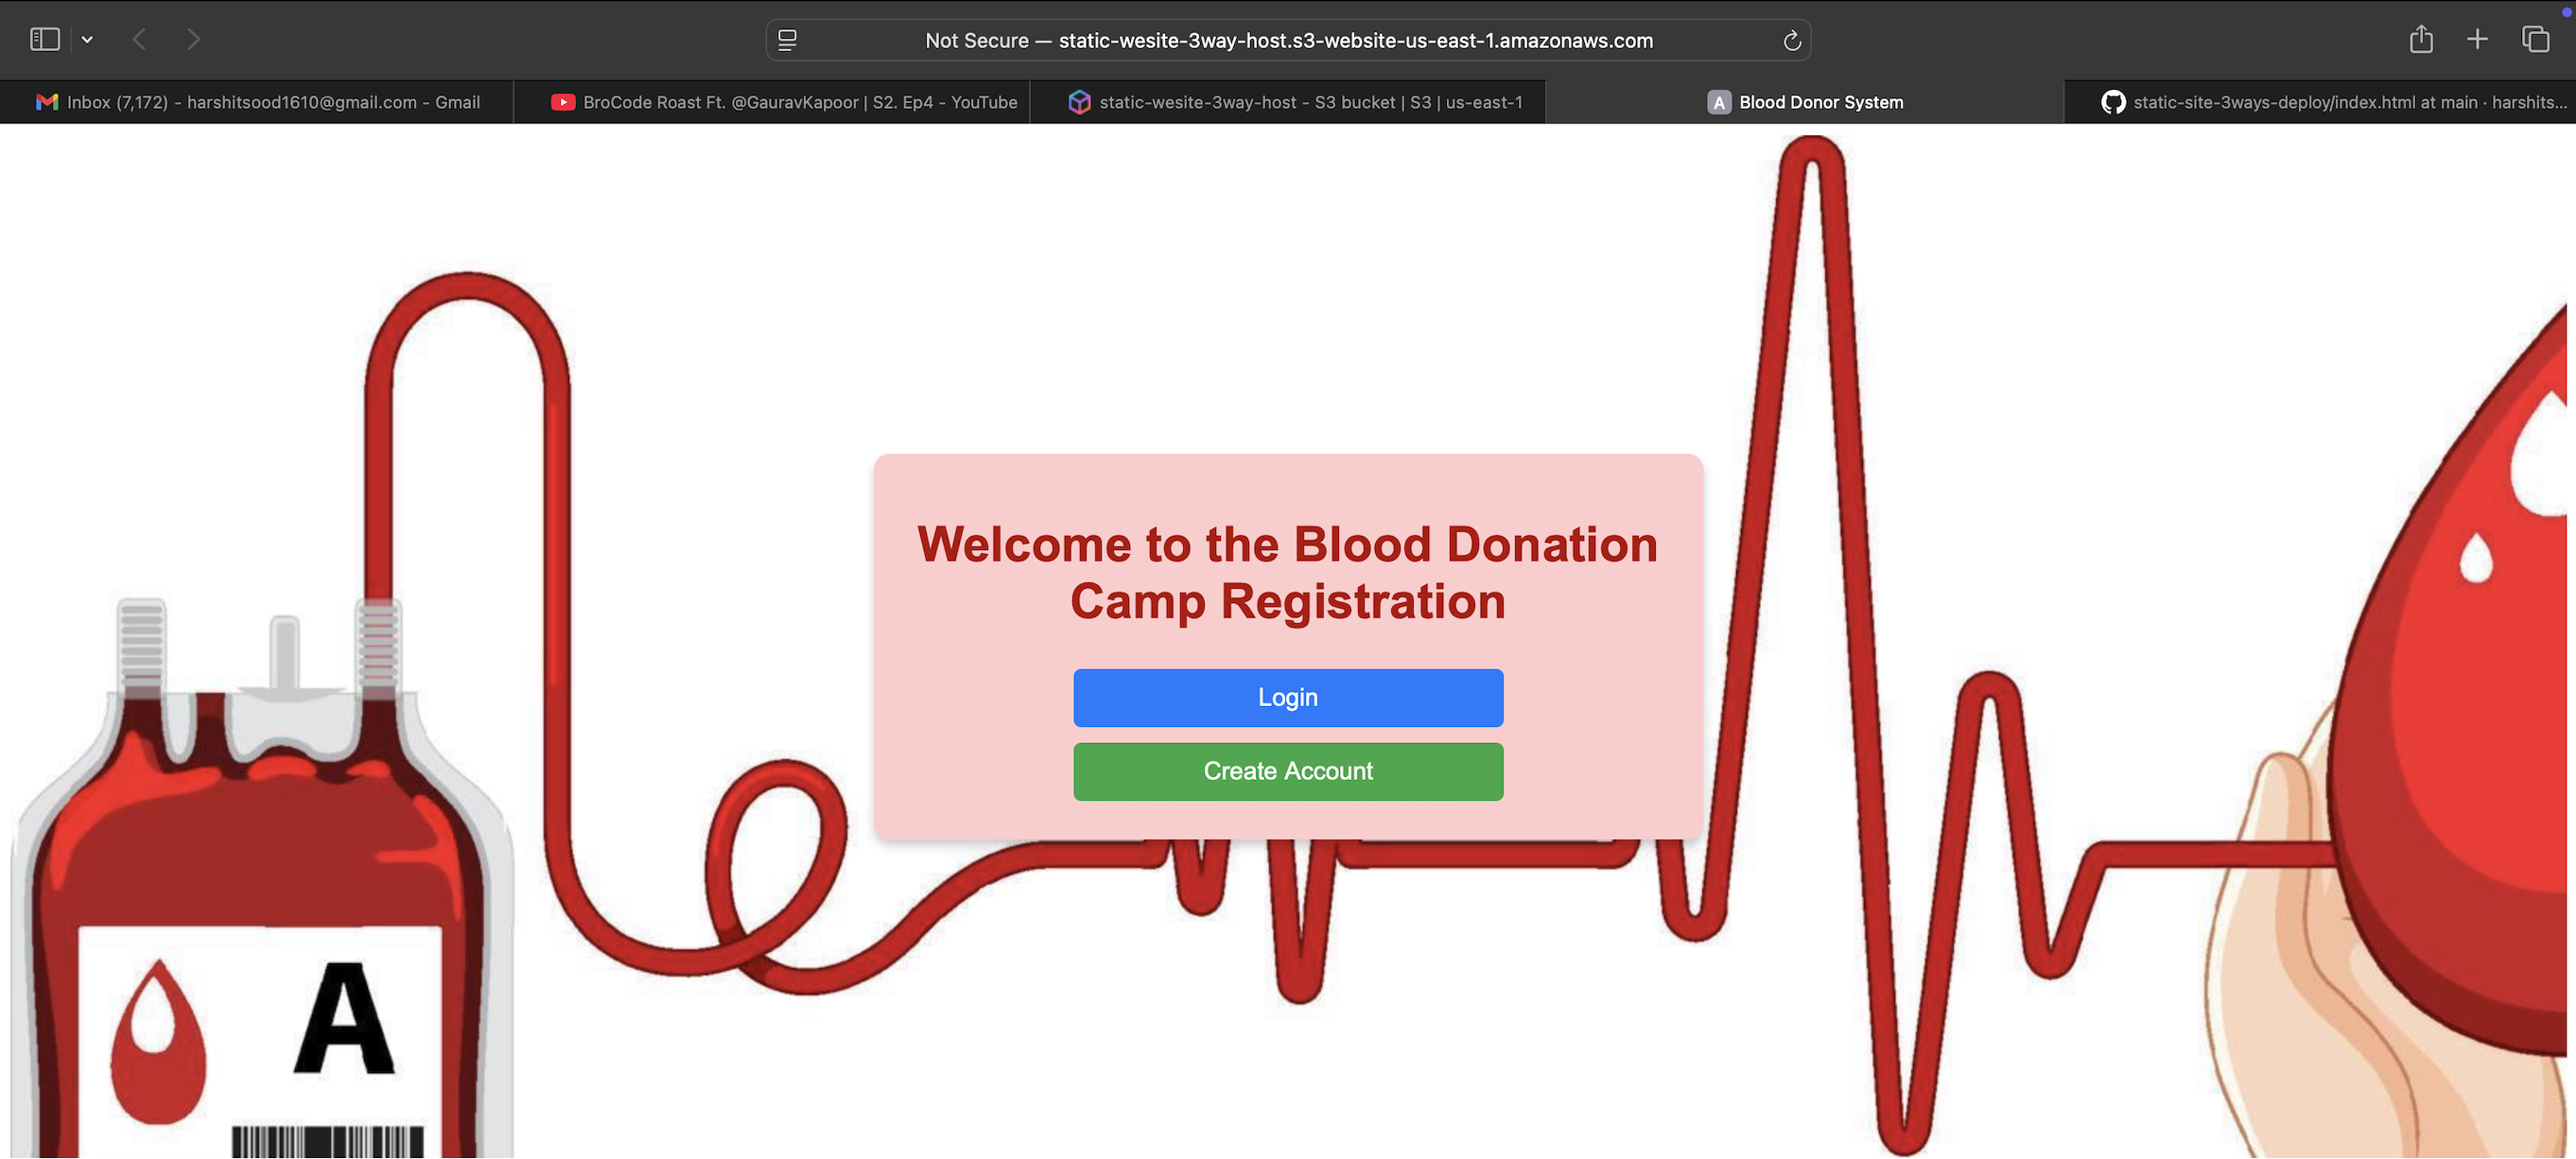 Not Secure — static-wesite-3way-host.s3-website-us-east-1.amazonaws.com
Inbox (7,172) - harshitsood1610@gmail.com - Gmail
BroCode Roast Ft. @GauravKapoor | S2. Ep4 - YouTube
static-wesite-3way-host - S3 bucket | S3 | us-east-1
A Blood Donor System
static-site-3ways-deploy/index.html at main · harshits...
Welcome to the Blood Donation
Camp Registration
Login
Create Account
A